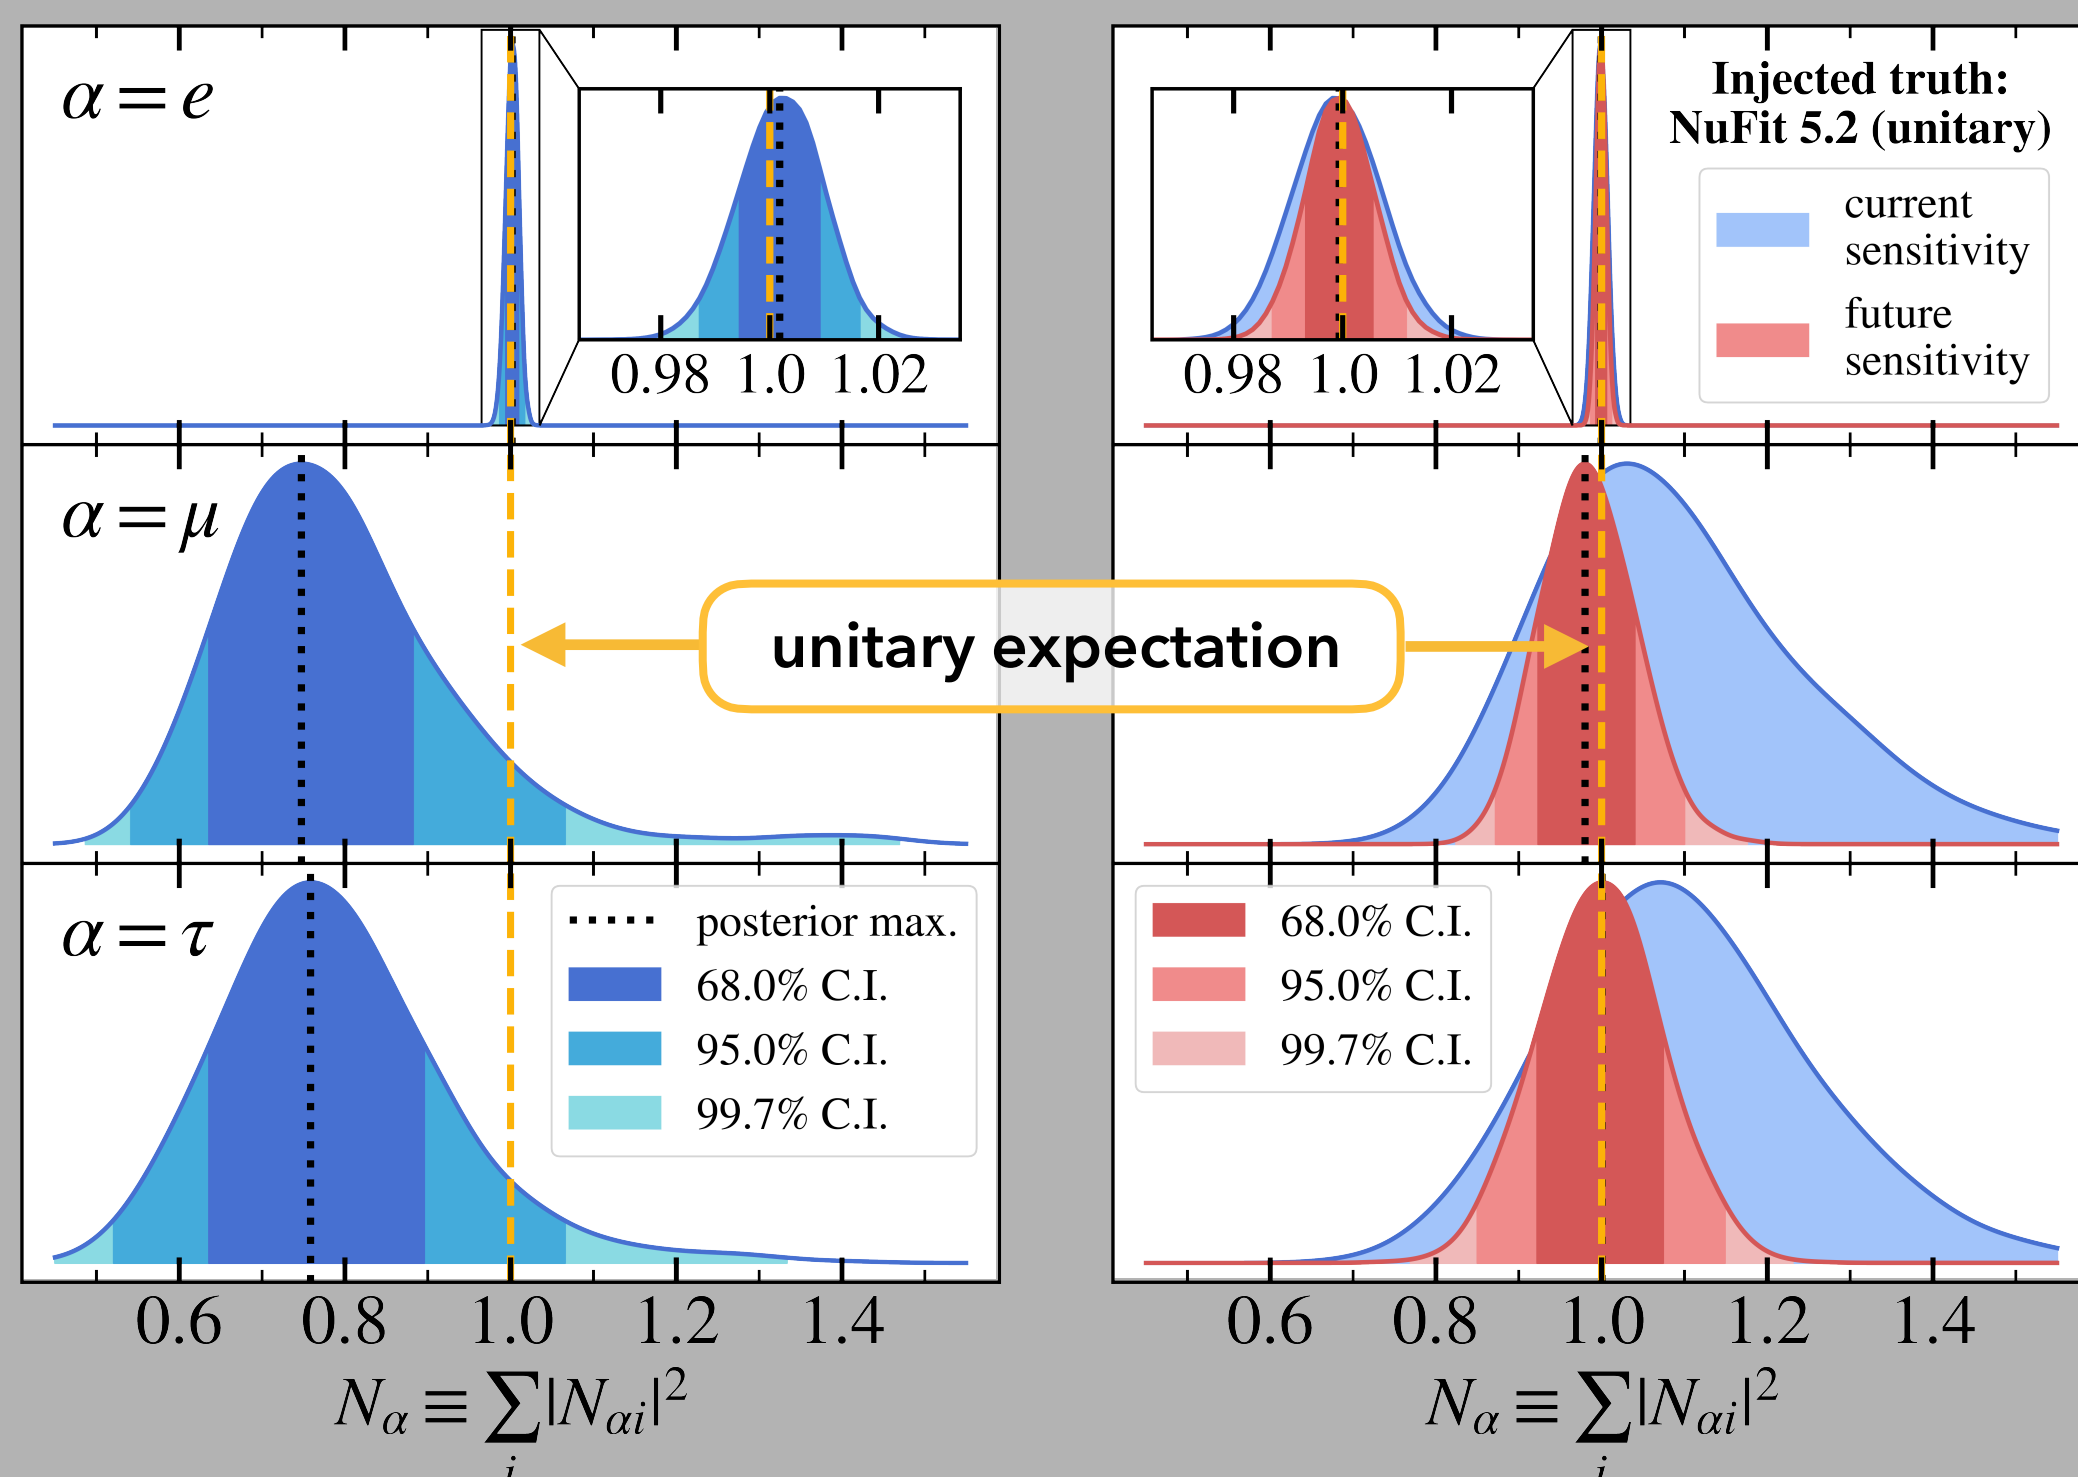 α = e
0.98 1.0 1.02
α = μ
α = τ
posterior max.
68.0% C.I.
95.0% C.I.
99.7% C.I.
0.6 0.8 1.0 1.2 1.4
N_α ≡ ∑_i |N_αi|²
unitary expectation
Injected truth:
NuFit 5.2 (unitary)
current
sensitivity
future
sensitivity
0.98 1.0 1.02
68.0% C.I.
95.0% C.I.
99.7% C.I.
0.6 0.8 1.0 1.2 1.4
N_α ≡ ∑_i |N_αi|²